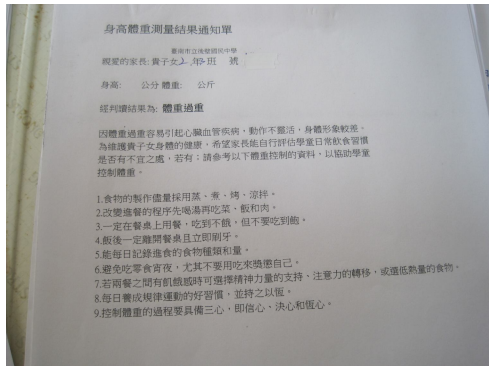 身高體重測量結果通知單
臺南市立後壁國民中學
親愛的家長:貴子女2年2班 號
身高: 公分 體重: 公斤
經判讀結果為: 體重過重
因體重過重容易引起心臟血管疾病，動作不靈活，身體形象較差。
為維護貴子女身體的健康，希望家長能自行評估學童日常飲食習慣
是否有不宜之處，若有；請參考以下體重控制的資料，以協助學童
控制體重。
1.食物的製作儘量採用蒸、煮、烤、涼拌。
2.改變進餐的程序先喝湯再吃菜、飯和肉。
3.一定在餐桌上用餐，吃到不餓，但不要吃到飽。
4.飯後一定離開餐桌且立即刷牙。
5.能每日記錄進食的食物種類和量。
6.避免吃零食宵夜，尤其不要用吃來獎懲自己。
7.若兩餐之間有飢餓感時可選擇精神力量的支持、注意力的轉移，或選低熱量的食物。
8.每日養成規律運動的好習慣，並持之以恆。
9.控制體重的過程要具備三心，即信心、決心和恆心。